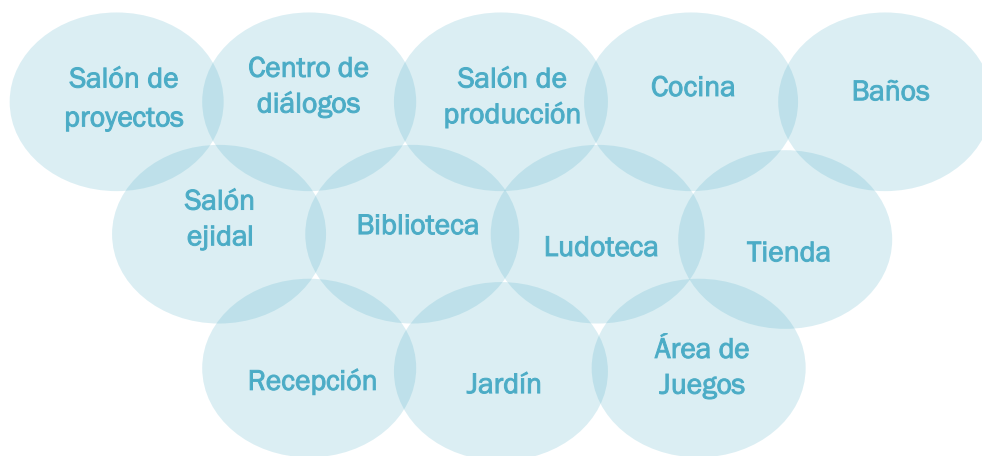 Salón de
proyectos
Centro de
diálogos
Salón de
producción
Cocina
Baños
Salón
ejidal
Biblioteca
Ludoteca
Tienda
Recepción
Jardín
Área de
Juegos